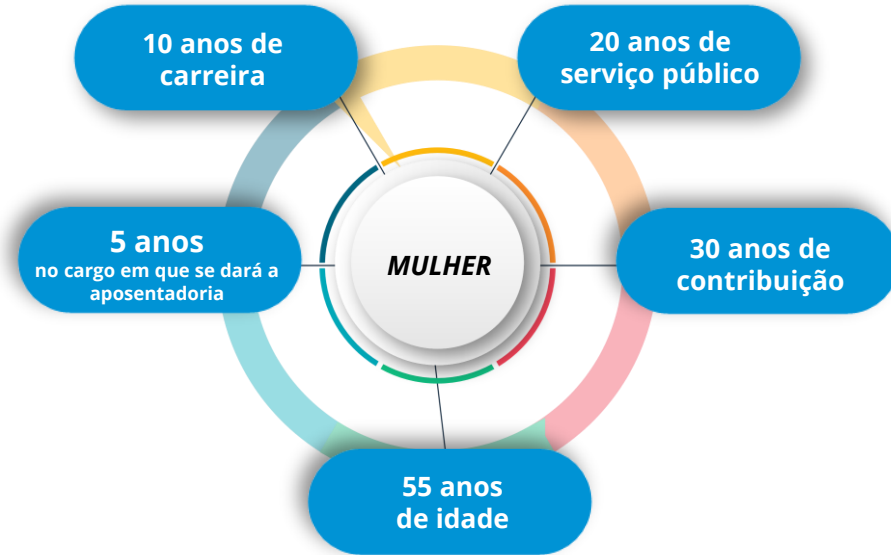 10 anos de
carreira
20 anos de
serviço público
5 anos
no cargo em que se dará a
aposentadoria
MULHER
30 anos de
contribuição
55 anos
de idade